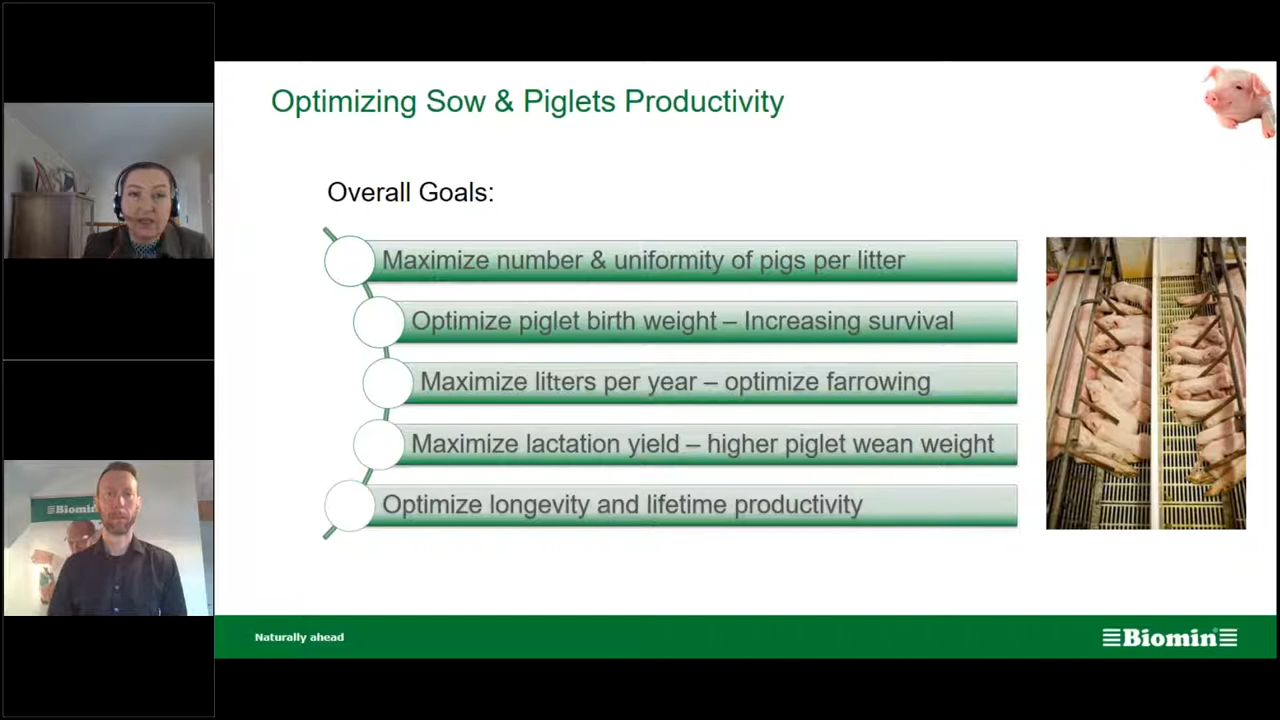 Optimizing Sow & Piglets Productivity
Overall Goals:
Maximize number & uniformity of pigs per litter
Optimize piglet birth weight – Increasing survival
Maximize litters per year – optimize farrowing
Maximize lactation yield – higher piglet wean weight
Optimize longevity and lifetime productivity
Biomin
Naturally ahead
Biomin